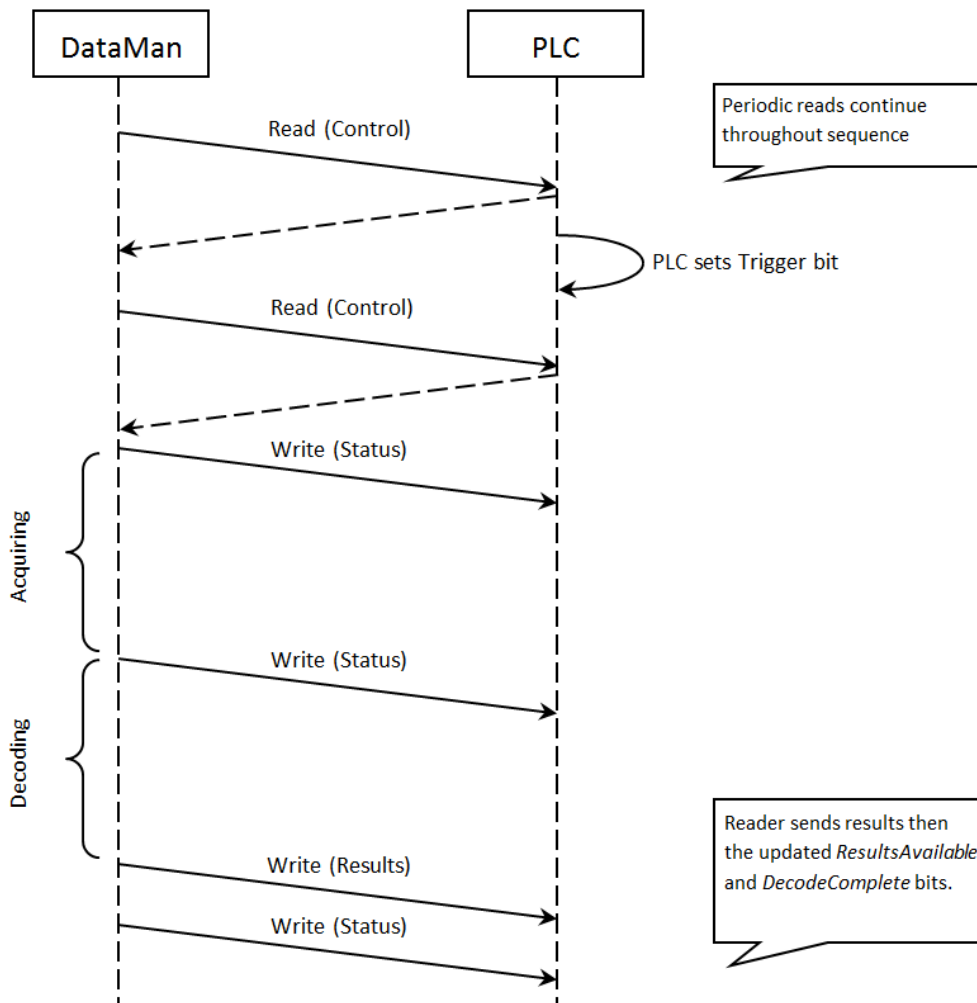 DataMan
PLC
Periodic reads continue
throughout sequence
Read (Control)
PLC sets Trigger bit
Read (Control)
Write (Status)
Acquiring
Write (Status)
Decoding
Reader sends results then
the updated ResultsAvailable
and DecodeComplete bits.
Write (Results)
Write (Status)